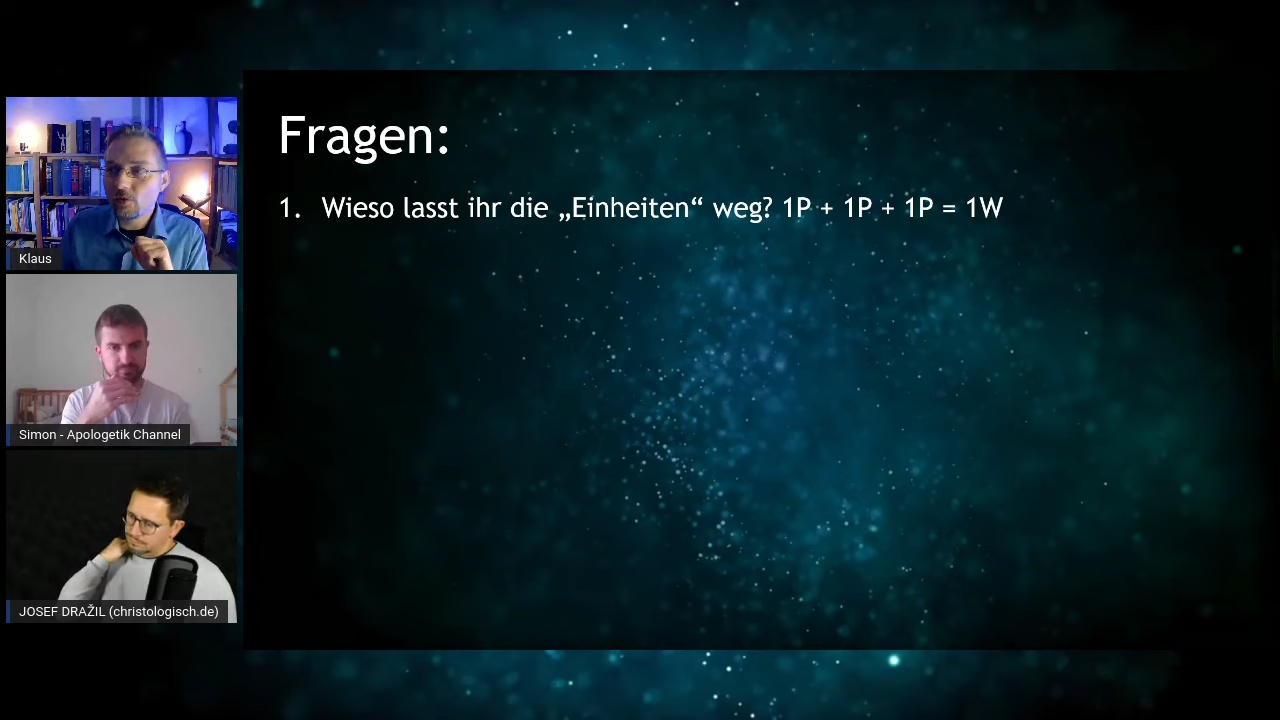 Fragen:
1. Wieso lasst ihr die „Einheiten“ weg? 1P + 1P + 1P = 1W
Klaus
Simon - Apologetik Channel
JOSEF DRAŽIL (christologisch.de)